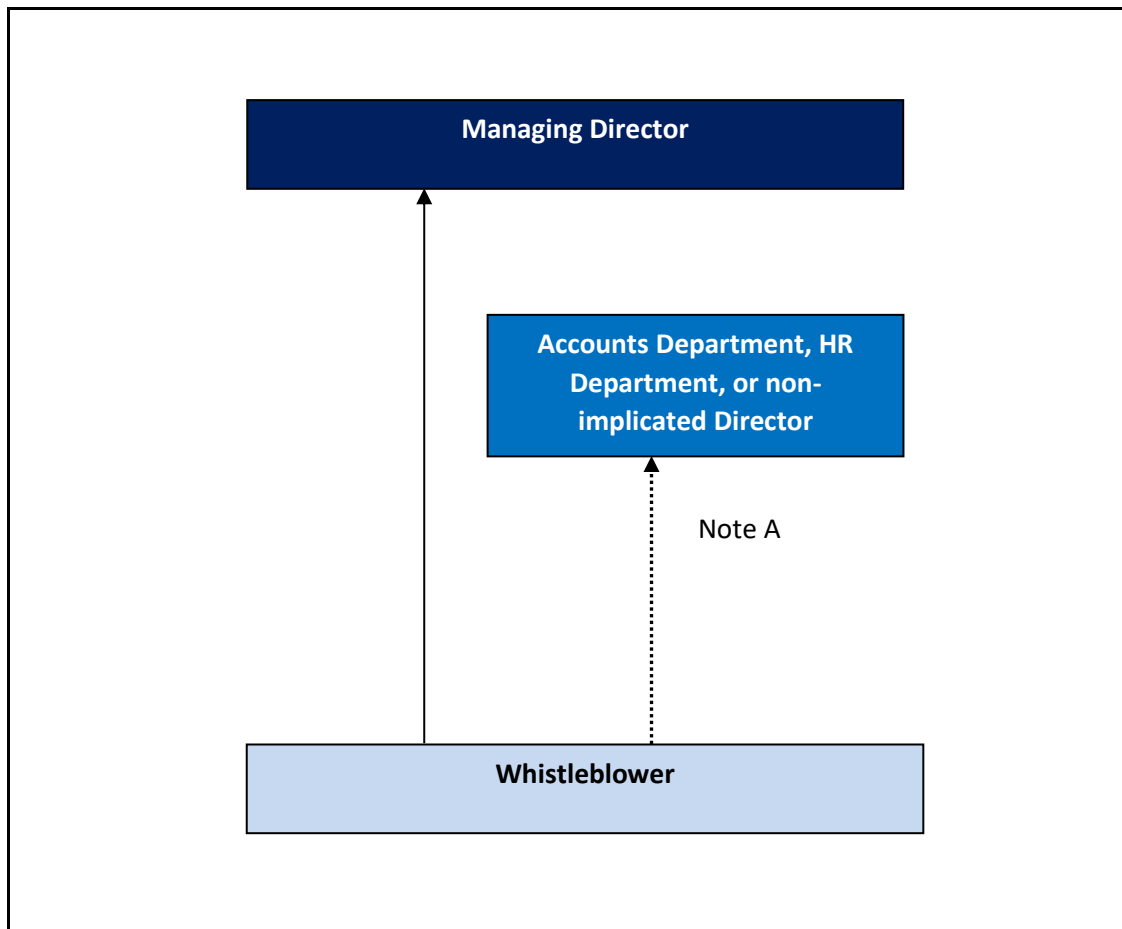 Managing Director
Accounts Department, HR
Department, or non-
implicated Director
Note A
Whistleblower